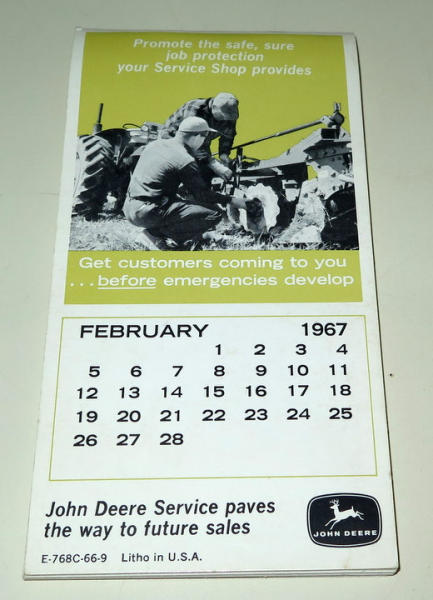 Promote the safe, sure
job protection
your Service Shop provides
Get customers coming to you
...before emergencies develop
FEBRUARY 1967
1 2 3 4
5 6 7 8 9 10 11
12 13 14 15 16 17 18
19 20 21 22 23 24 25
26 27 28
John Deere Service paves
the way to future sales
JOHN DEERE
E-768C-66-9 Litho in U.S.A.